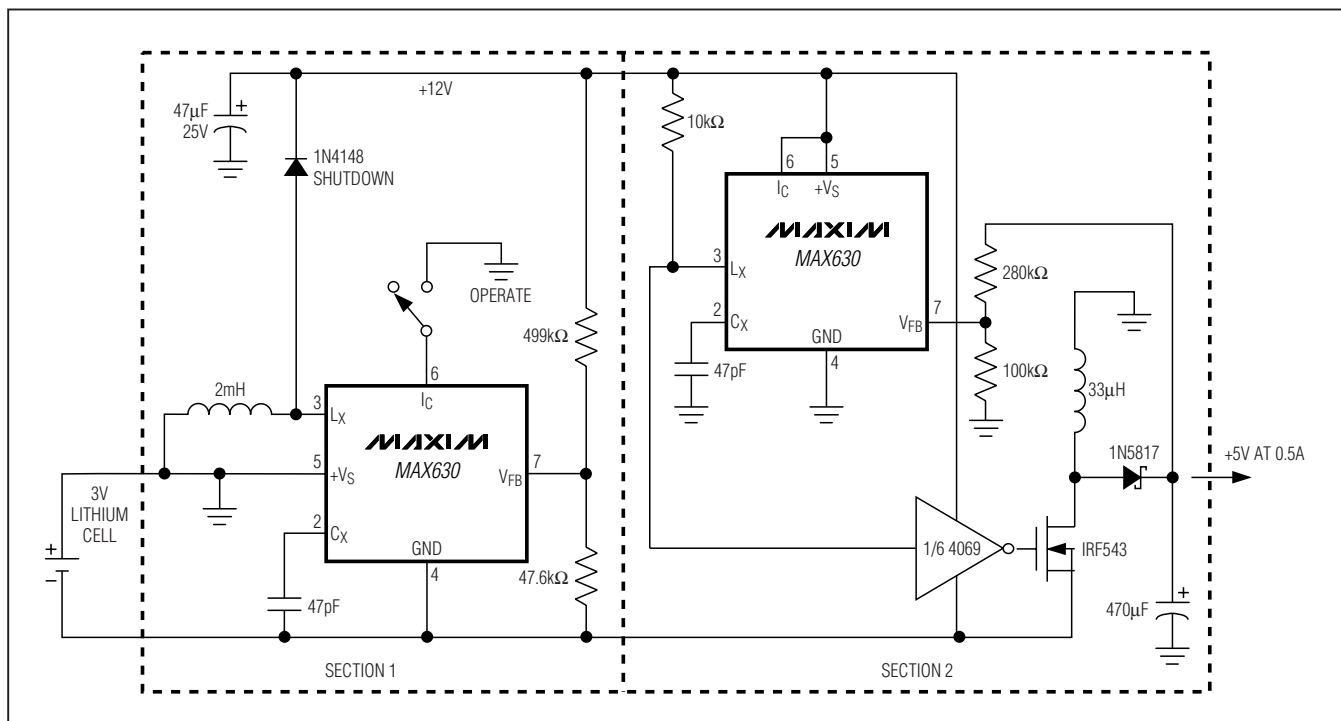 +12V
47μF
25V
+
1N4148
SHUTDOWN
OPERATE
499kΩ
2mH
6
IC
3
LX
MAXIM
MAX630
5
+VS
7
VFB
2
CX
GND
4
3V
LITHIUM
CELL
+
−
47pF
47.6kΩ
SECTION 1
10kΩ
6
5
IC
+VS
MAXIM
MAX630
3
LX
2
CX
7
VFB
GND
4
47pF
280kΩ
100kΩ
33μH
1N5817
+5V AT 0.5A
1/6 4069
IRF543
470μF
+
SECTION 2